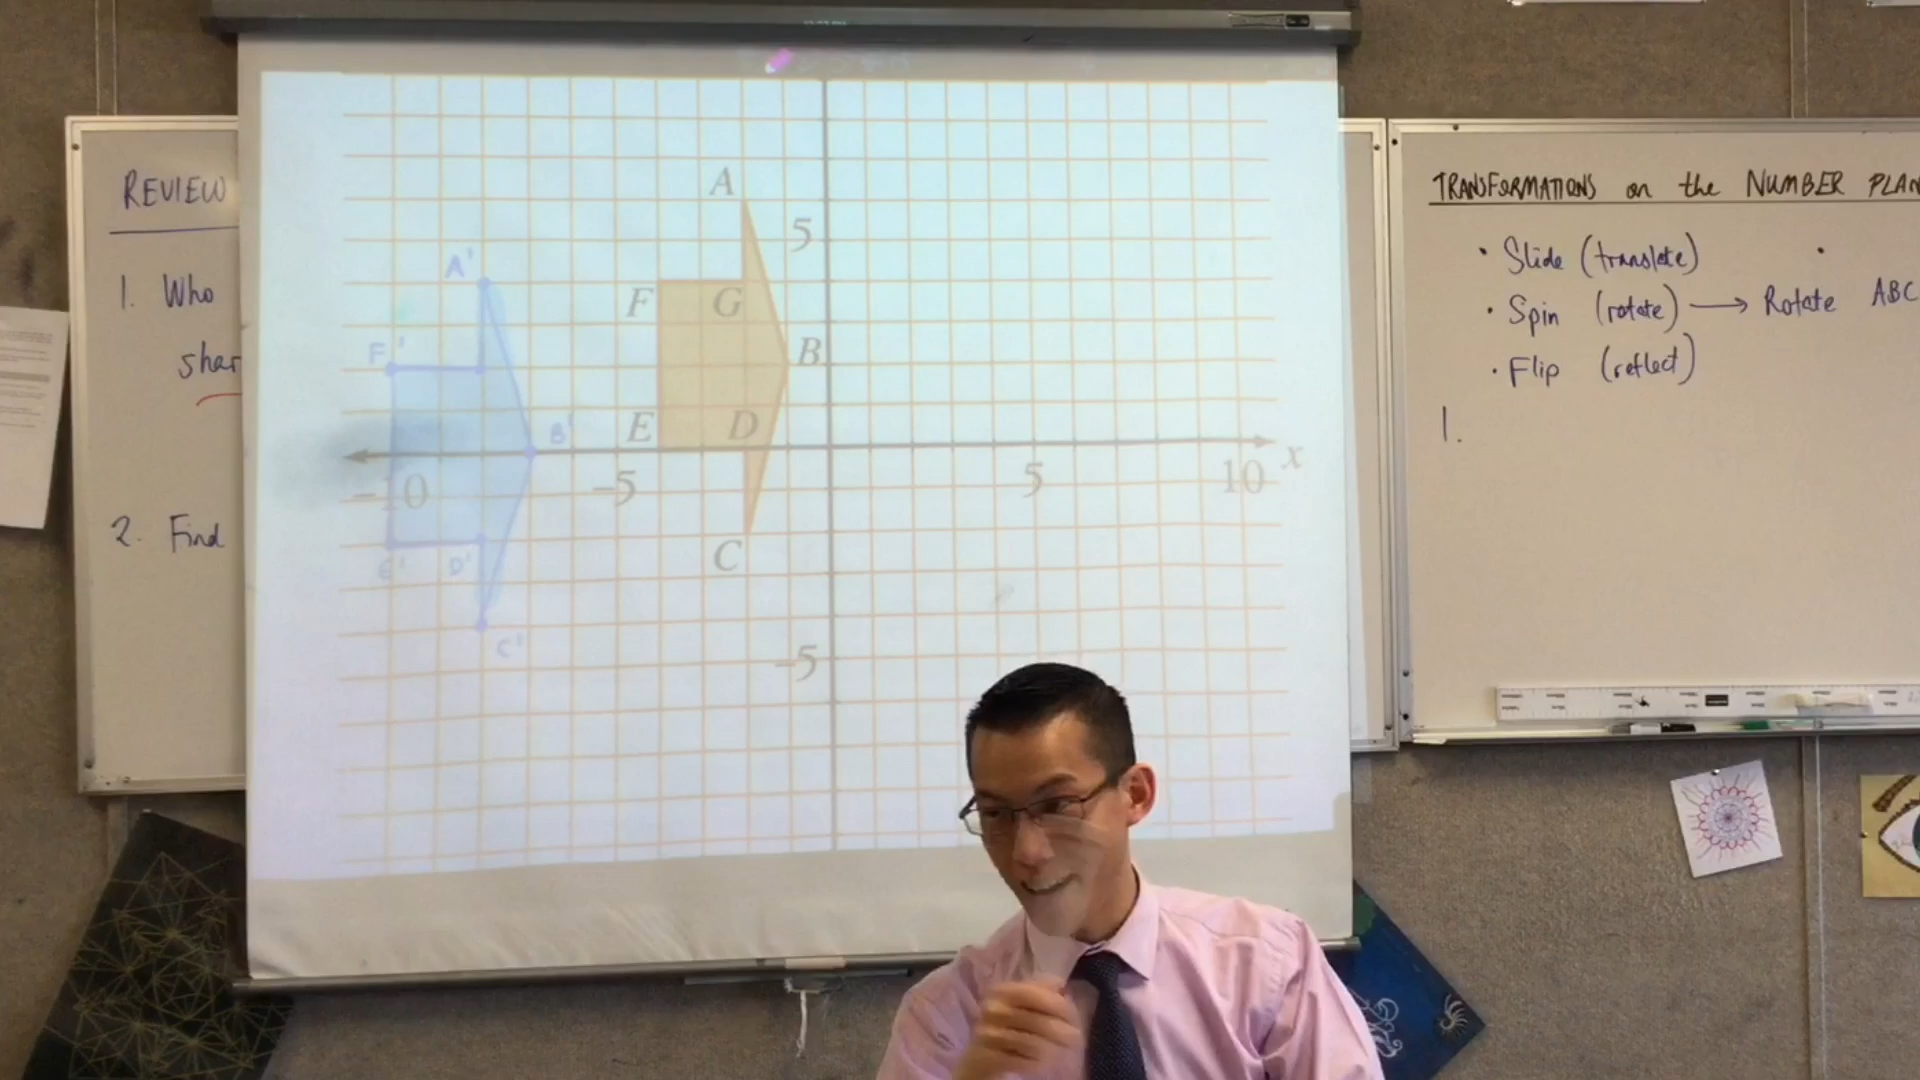 REVIEW
1. Who
shar
2. Find
A
5
A'
F
G
F'
B
E
D
B'
-10
-5
5
10
x
C
E'
D'
C'
-5
TRANSFORMATIONS on the NUMBER PLAN
• Slide (translate)
• Spin (rotate) → Rotate ABC
• Flip (reflect)
1.